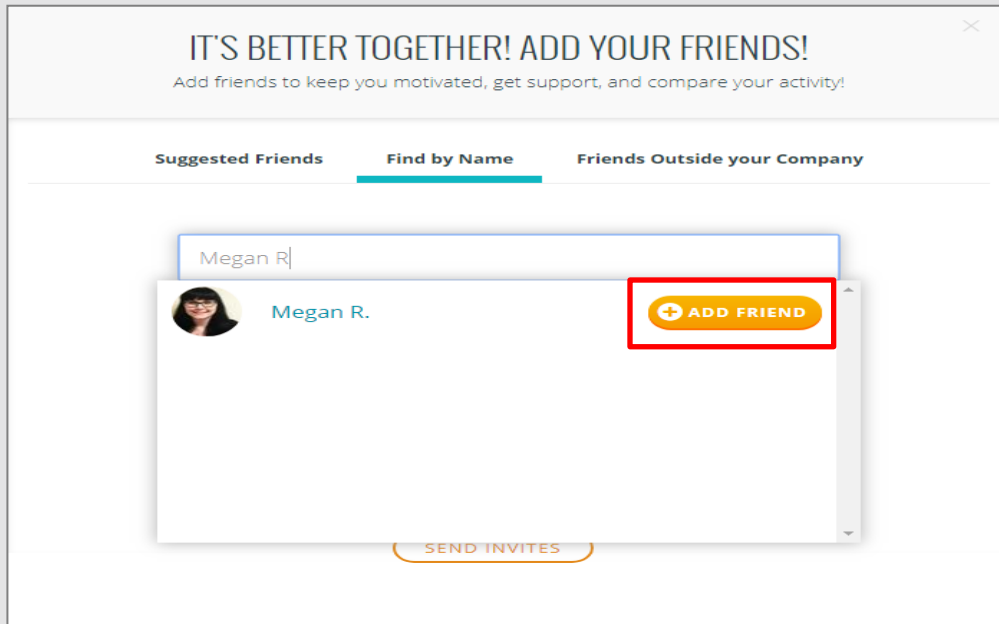 IT'S BETTER TOGETHER! ADD YOUR FRIENDS!
Add friends to keep you motivated, get support, and compare your activity!
Suggested Friends Find by Name Friends Outside your Company
Megan R
Megan R. ADD FRIEND
SEND INVITES